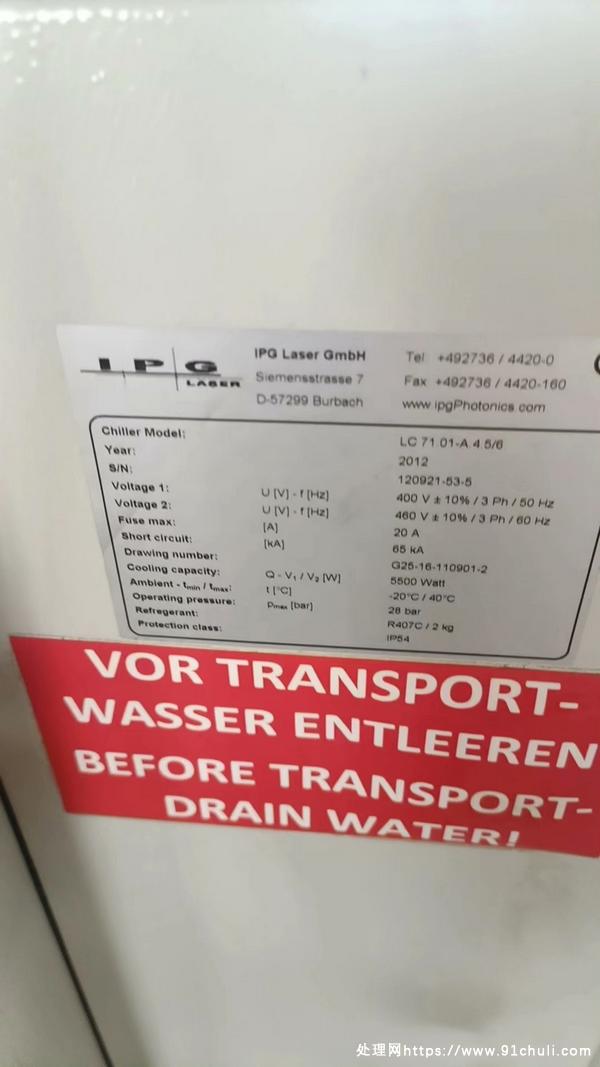 IPG LASER
IPG Laser GmbH
Siemensstrasse 7
D-57299 Burbach
Tel +492736 / 4420-0
Fax +492736 / 4420-160
www.ipgPhotonics.com
Chiller Model: LC 71.01-A.4.5/6
Year: 2012
S/N: 120921-53-5
Voltage 1: U [V] - f [Hz] 400 V ± 10% / 3 Ph / 50 Hz
Voltage 2: U [V] - f [Hz] 460 V ± 10% / 3 Ph / 60 Hz
Fuse max: [A] 20 A
Short circuit: [kA] 65 kA
Drawing number: G25-16-110901-2
Cooling capacity: Q - V₁ / V₂ [W] 5500 Watt
Ambient - tmin / tmax: t [°C] -20°C / 40°C
Operating pressure: Pmax [bar] 28 bar
Refregerant: R407C / 2 kg
Protection class: IP54
VOR TRANSPORT-
WASSER ENTLEEREN
BEFORE TRANSPORT-
DRAIN WATER!
处理网https://www.91chuli.com